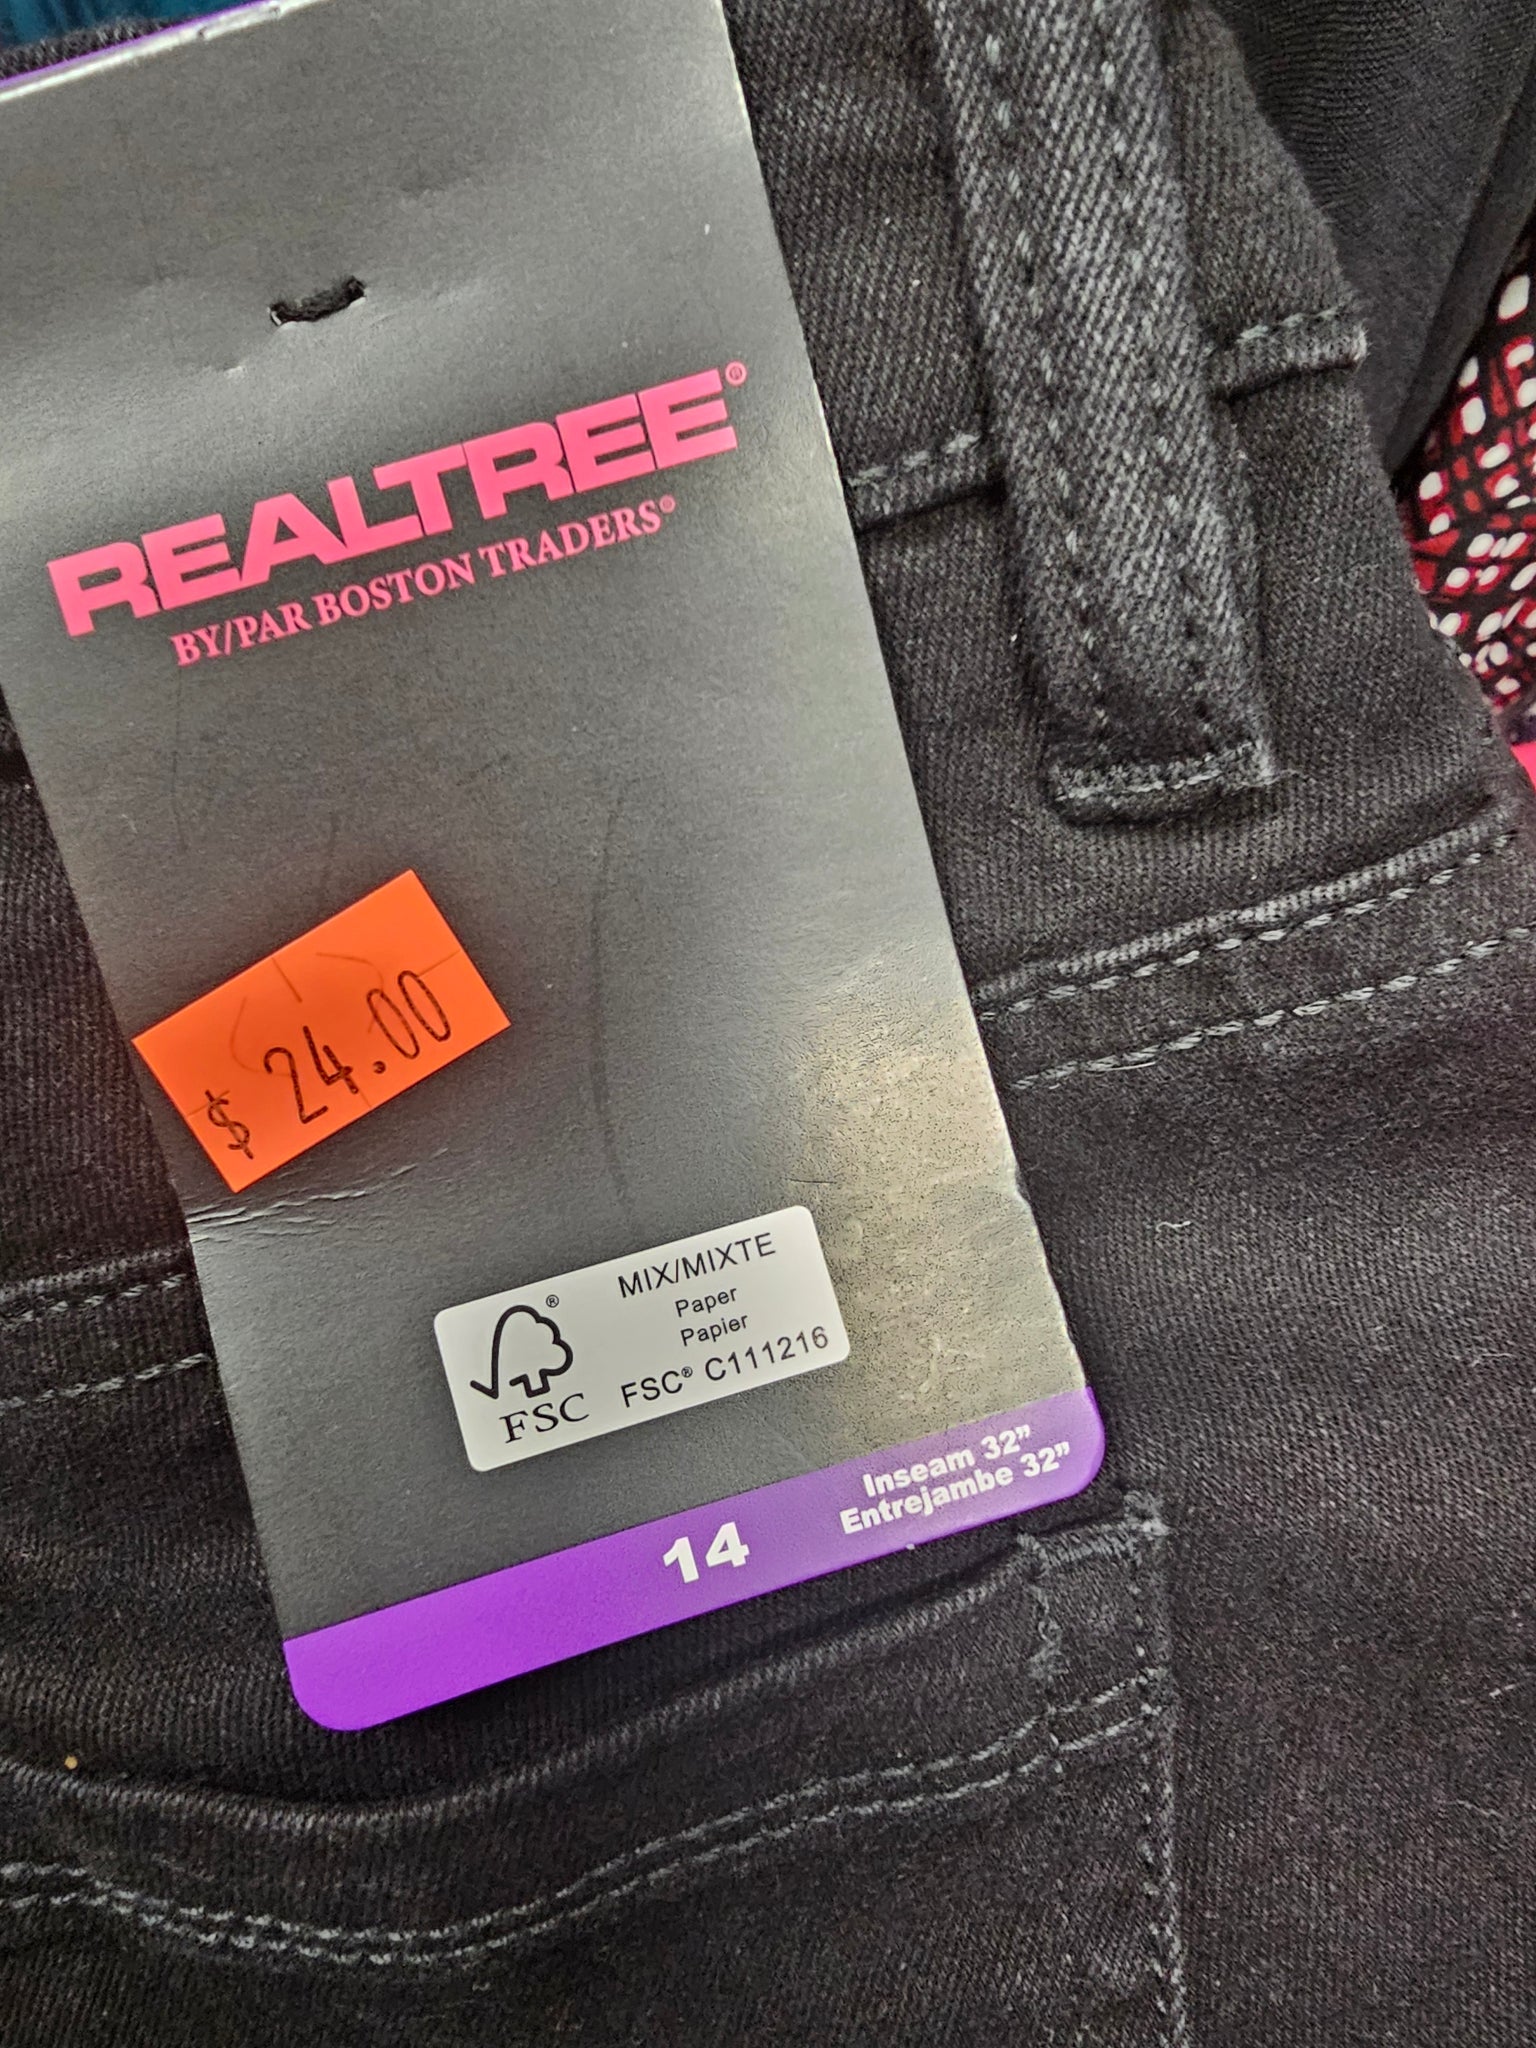 REALTREE®
BY/PAR BOSTON TRADERS®
$ 24.00
MIX/MIXTE
Paper
Papier
FSC® C111216
®
FSC
Inseam 32”
Entrejambe 32”
14